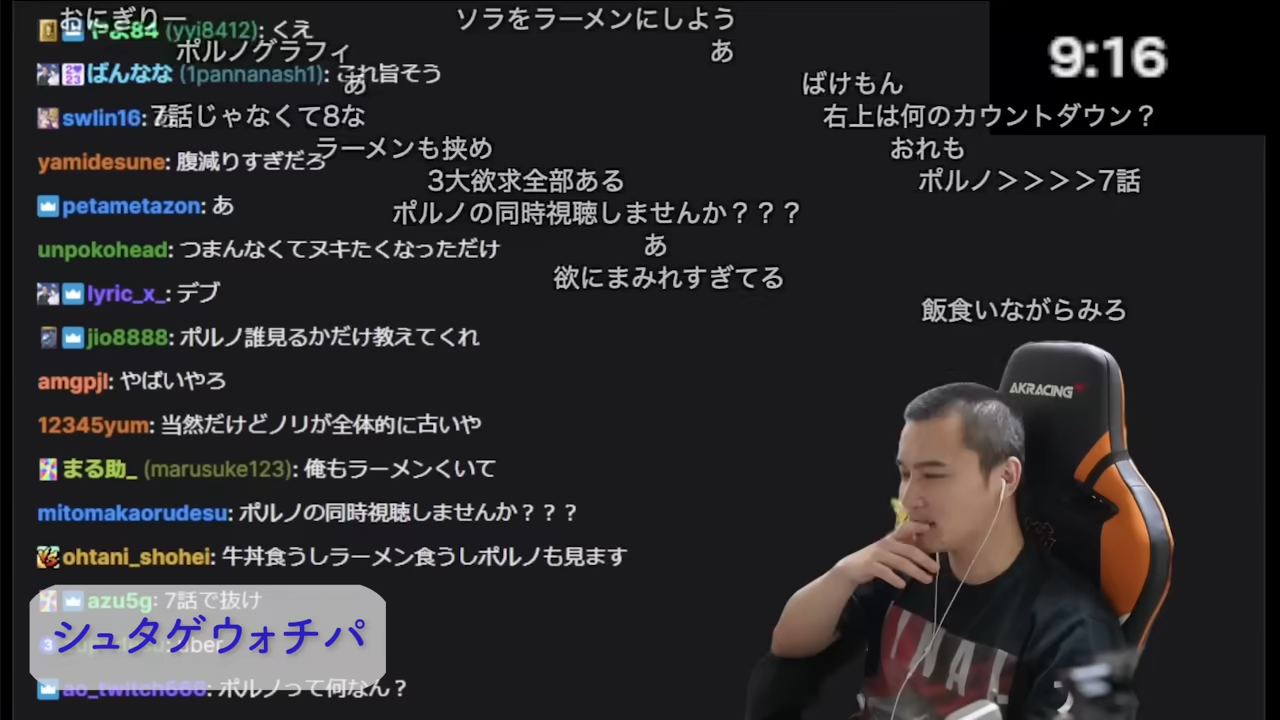 おにぎりー
ソラをラーメンにしよう
9:16
やよ84 (yyi8412): くえ
ポルノグラフィ
あ
ばんなな (1pannanash1): これ旨そう
あ
ばけもん
swlin16:
7話じゃなくて8な
右上は何のカウントダウン？
yamidesune: 腹減りすぎだろ
ラーメンも挟め
おれも
3大欲求全部ある
ポルノ＞＞＞＞7話
petametazon: あ
ポルノの同時視聴しませんか？？？
unpokohead: つまんなくてヌキたくなっただけ
あ
欲にまみれすぎてる
lyric_x_: デブ
飯食いながらみろ
jio8888: ポルノ誰見るかだけ教えてくれ
amgpjl: やばいやろ
AKRACING
12345yum: 当然だけどノリが全体的に古いや
まる助_ (marusuke123): 俺もラーメンくいて
mitomakaorudesu: ポルノの同時視聴しませんか？？？
ohtani_shohei: 牛丼食うしラーメン食うしポルノも見ます
azu5g: 7話で抜け
シュタゲウォチパ
uber
ao_twitch666: ポルノって何なん？